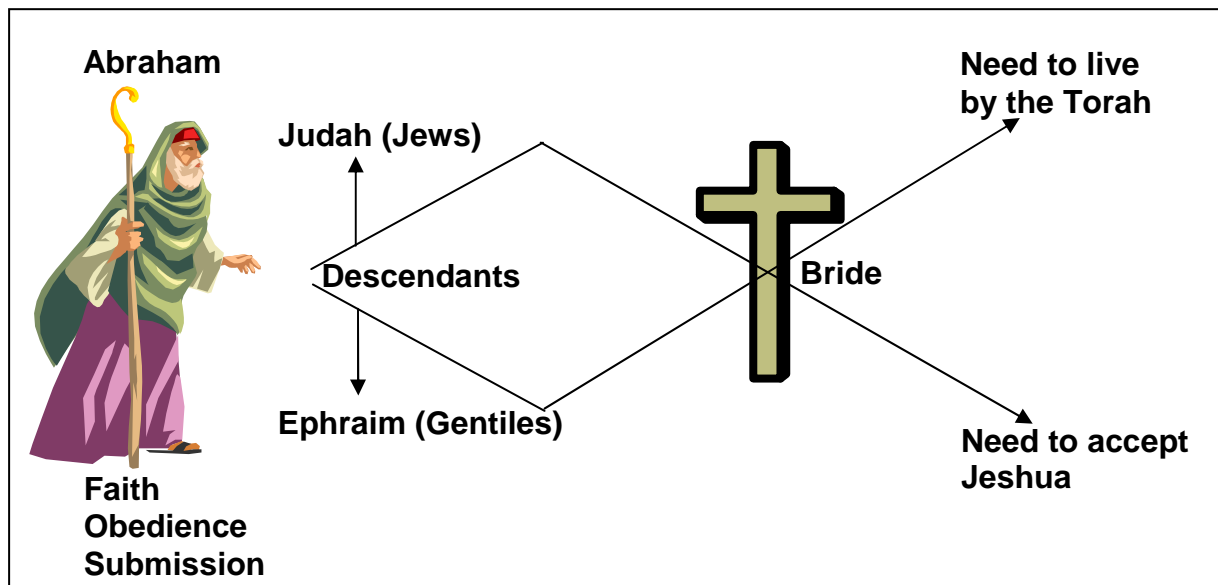 Abraham
Faith
Obedience
Submission
Judah (Jews)
Descendants
Ephraim (Gentiles)
Bride
Need to live
by the Torah
Need to accept
Jeshua